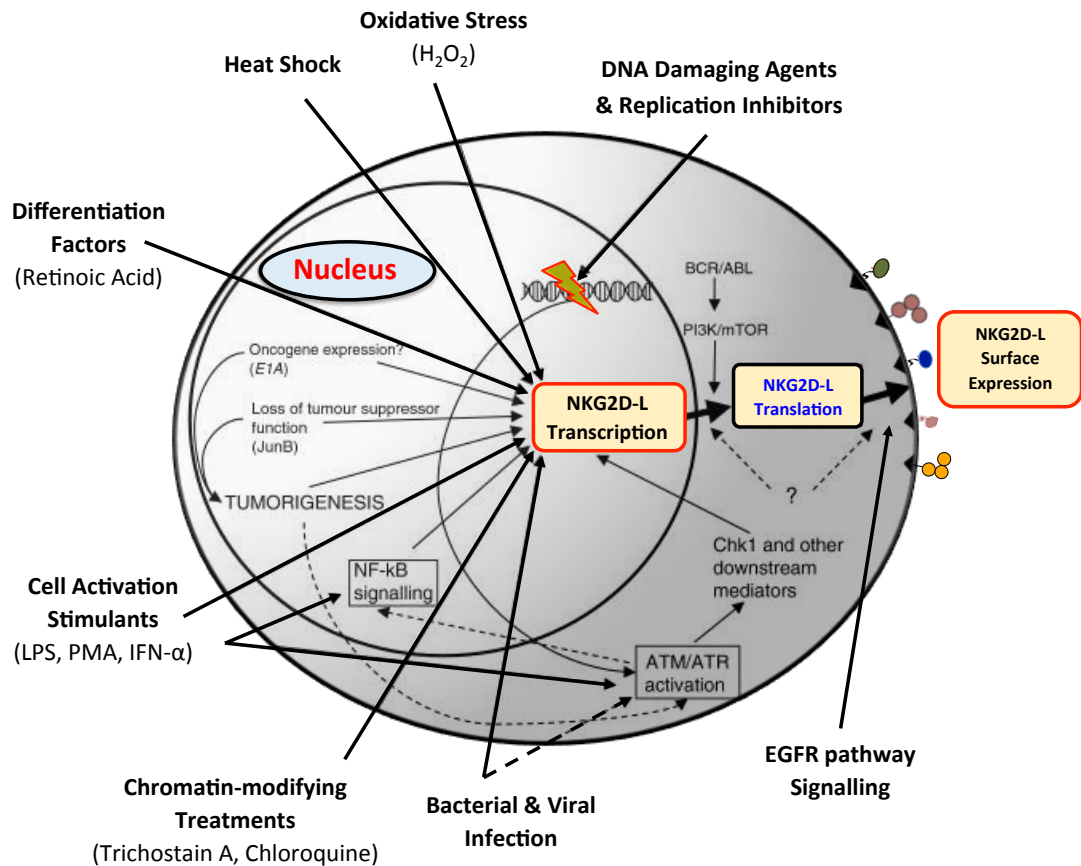 Oxidative Stress
(H₂O₂)
Heat Shock
DNA Damaging Agents
& Replication Inhibitors
Differentiation
Factors
(Retinoic Acid)
Nucleus
BCR/ABL
PI3K/mTOR
Oncogene expression?
(E1A)
Loss of tumour suppressor
function
(JunB)
TUMORIGENESIS
NKG2D-L
Transcription
NKG2D-L
Translation
NKG2D-L
Surface
Expression
?
Chk1 and other
downstream
mediators
NF-kB
signalling
ATM/ATR
activation
Cell Activation
Stimulants
(LPS, PMA, IFN-α)
Chromatin-modifying
Treatments
(Trichostain A, Chloroquine)
Bacterial & Viral
Infection
EGFR pathway
Signalling